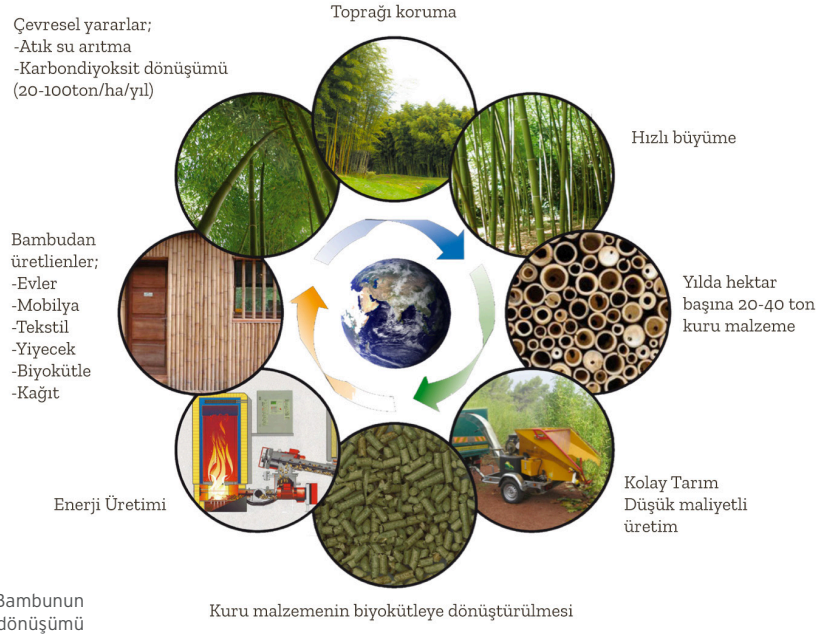 Toprağı koruma
Çevresel yararlar;
-Atık su arıtma
-Karbondiyoksit dönüşümü
(20-100ton/ha/yıl)
Hızlı büyüme
Bambudan
üretlienler;
-Evler
-Mobilya
-Tekstil
-Yiyecek
-Biyokütle
-Kağıt
Yılda hektar
başına 20-40 ton
kuru malzeme
Enerji Üretimi
Kolay Tarım
Düşük maliyetli
üretim
Kuru malzemenin biyokütleye dönüştürülmesi
Bambunun
dönüşümü